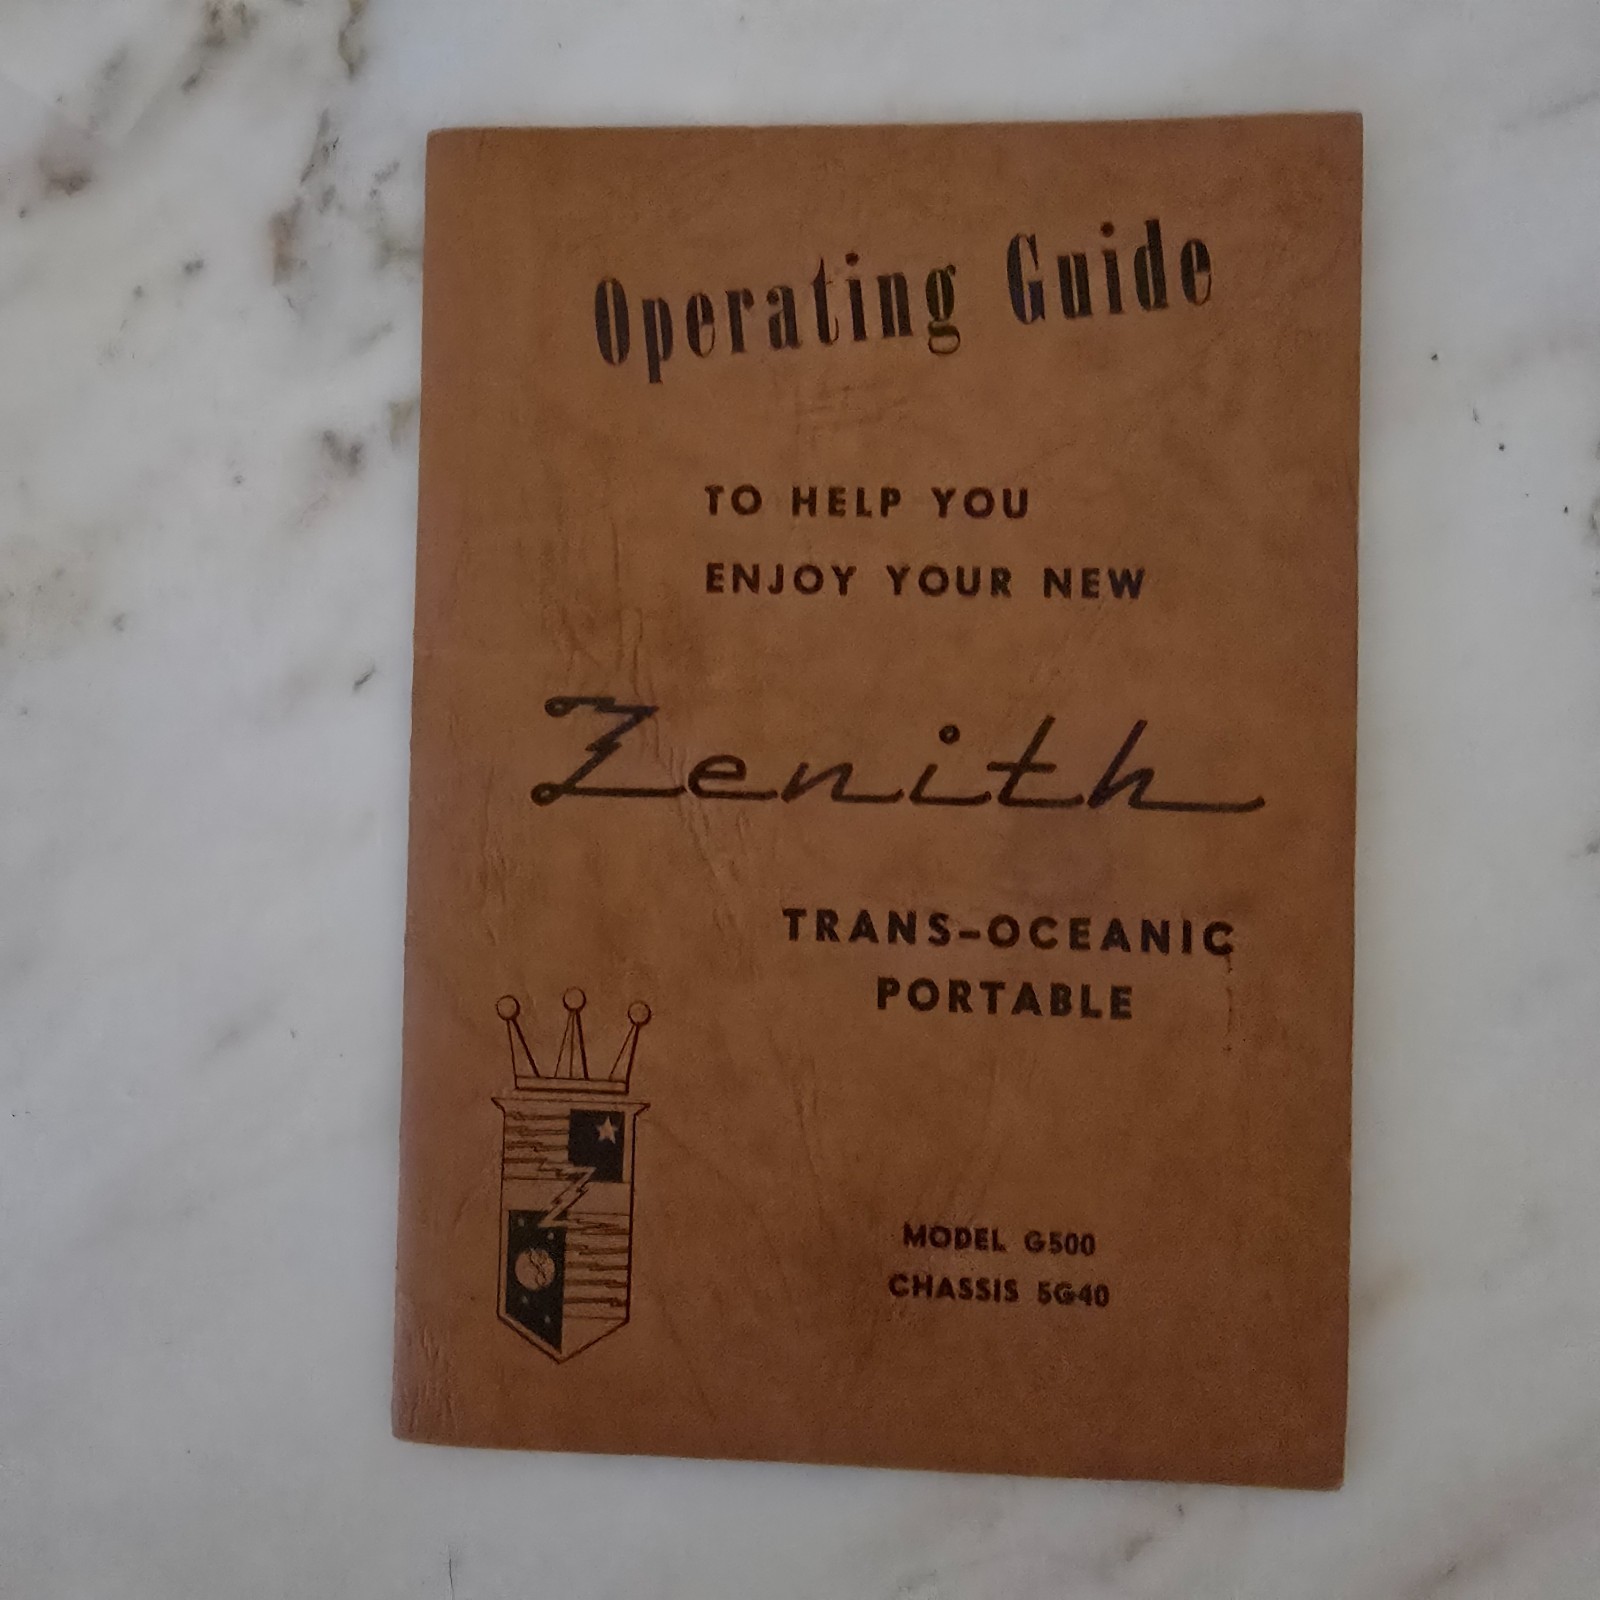 Operating Guide
TO HELP YOU
ENJOY YOUR NEW
Zenith
TRANS-OCEANIC
PORTABLE
MODEL G500
CHASSIS 5G40